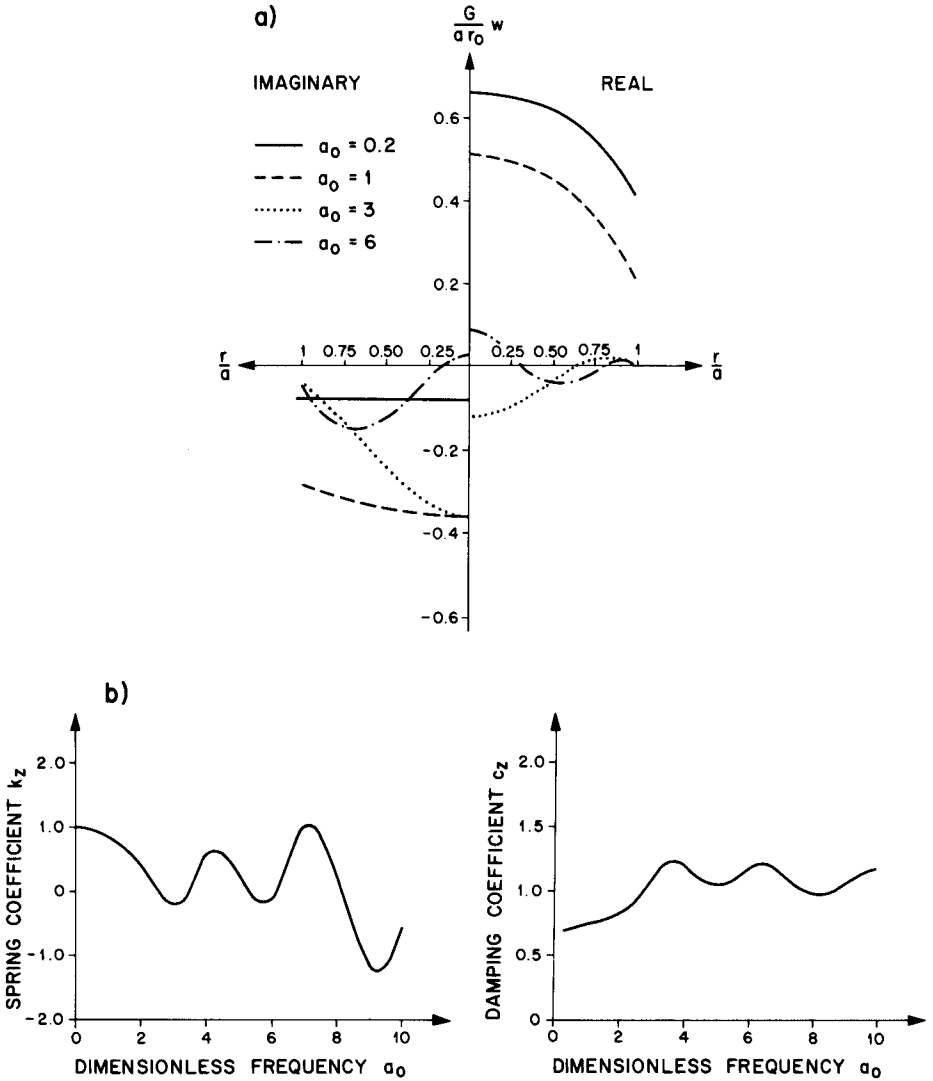 a)
G
a r₀ w
IMAGINARY
REAL
a₀ = 0.2
a₀ = 1
a₀ = 3
a₀ = 6
0.6
0.4
0.2
1 0.75 0.50 0.25
0.25 0.50 0.75 1
r/a
r/a
-0.2
-0.4
-0.6
b)
SPRING COEFFICIENT k_z
2.0
1.0
0
-1.0
-2.0
0 2 4 6 8 10
DIMENSIONLESS FREQUENCY a₀
DAMPING COEFFICIENT c_z
2.0
1.5
1.0
0.5
0
0 2 4 6 8 10
DIMENSIONLESS FREQUENCY a₀